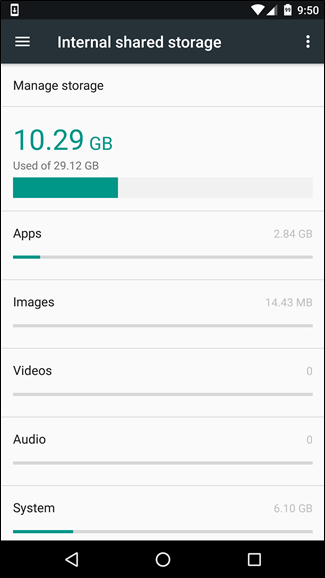 9:50
Internal shared storage
Manage storage
10.29 GB
Used of 29.12 GB
Apps 2.84 GB
Images 14.43 MB
Videos 0
Audio 0
System 6.10 GB